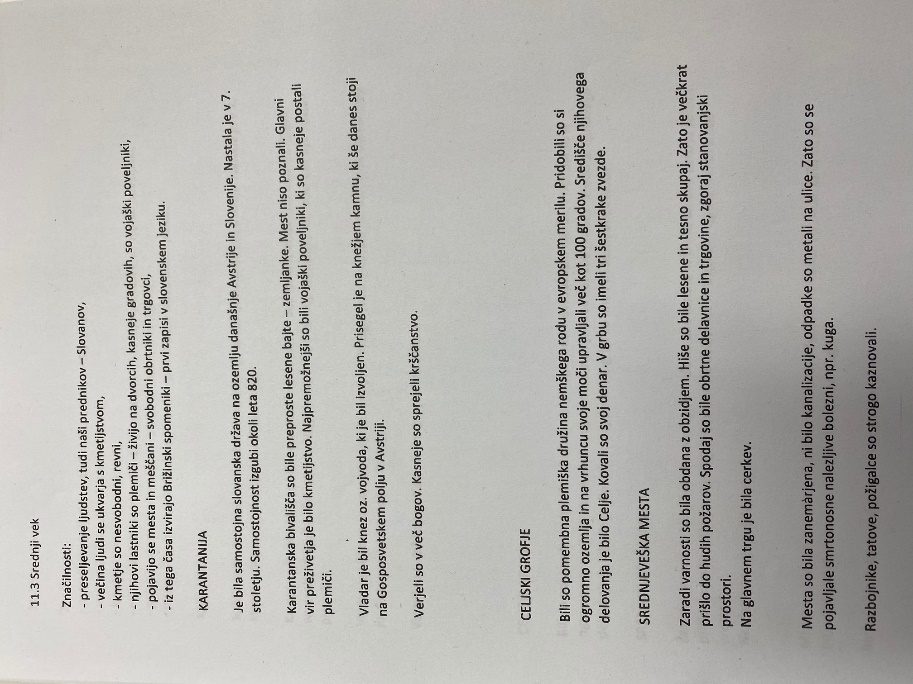 11.3 Srednji vek
Značilnosti:
- preseljevanje ljudstev, tudi naši prednikov – Slovanov,
- večina ljudi se ukvarja s kmetijstvom,
- kmetje so nesvobodni, revni,
- njihovi lastniki so plemiči – živijo na dvorcih, kasneje gradovih, so vojaški poveljniki,
- pojavijo se mesta in meščani – svobodni obrtniki in trgovci,
- iz tega časa izvirajo Brižinski spomeniki – prvi zapisi v slovenskem jeziku.
KARANTANIJA
Je bila samostojna slovanska država na ozemlju današnje Avstrije in Slovenije. Nastala je v 7.
stoletju. Samostojnost izgubi okoli leta 820.
Karantanska bivališča so bile preproste lesene bajte – zemljanke. Mest niso poznali. Glavni
vir preživetja je bilo kmetijstvo. Najpremožnejši so bili vojaški poveljniki, ki so kasneje postali
plemiči.
Vladar je bil knez oz. vojvoda, ki je bil izvoljen. Prisegel je na knežjem kamnu, ki še danes stoji
na Gosposvetskem polju v Avstriji.
Verjeli so v več bogov. Kasneje so sprejeli krščanstvo.
CELJSKI GROFJE
Bili so pomembna plemiška družina nemškega rodu v evropskem merilu. Pridobili so si
ogromno ozemlja in na vrhuncu svoje moči upravljali več kot 100 gradov. Središče njihovega
delovanja je bilo Celje. Kovali so svoj denar. V grbu so imeli tri šestkrake zvezde.
SREDNJEVEŠKA MESTA
Zaradi varnosti so bila obdana z obzidjem. Hiše so bile lesene in tesno skupaj. Zato je večkrat
prišlo do hudih požarov. Spodaj so bile obrtne delavnice in trgovine, zgoraj stanovanjski
prostori.
Na glavnem trgu je bila cerkev.
Mesta so bila zanemarjena, ni bilo kanalizacije, odpadke so metali na ulice. Zato so se
pojavljale smrtonosne nalezljive bolezni, npr. kuga.
Razbojnike, tatove, požigalce so strogo kaznovali.